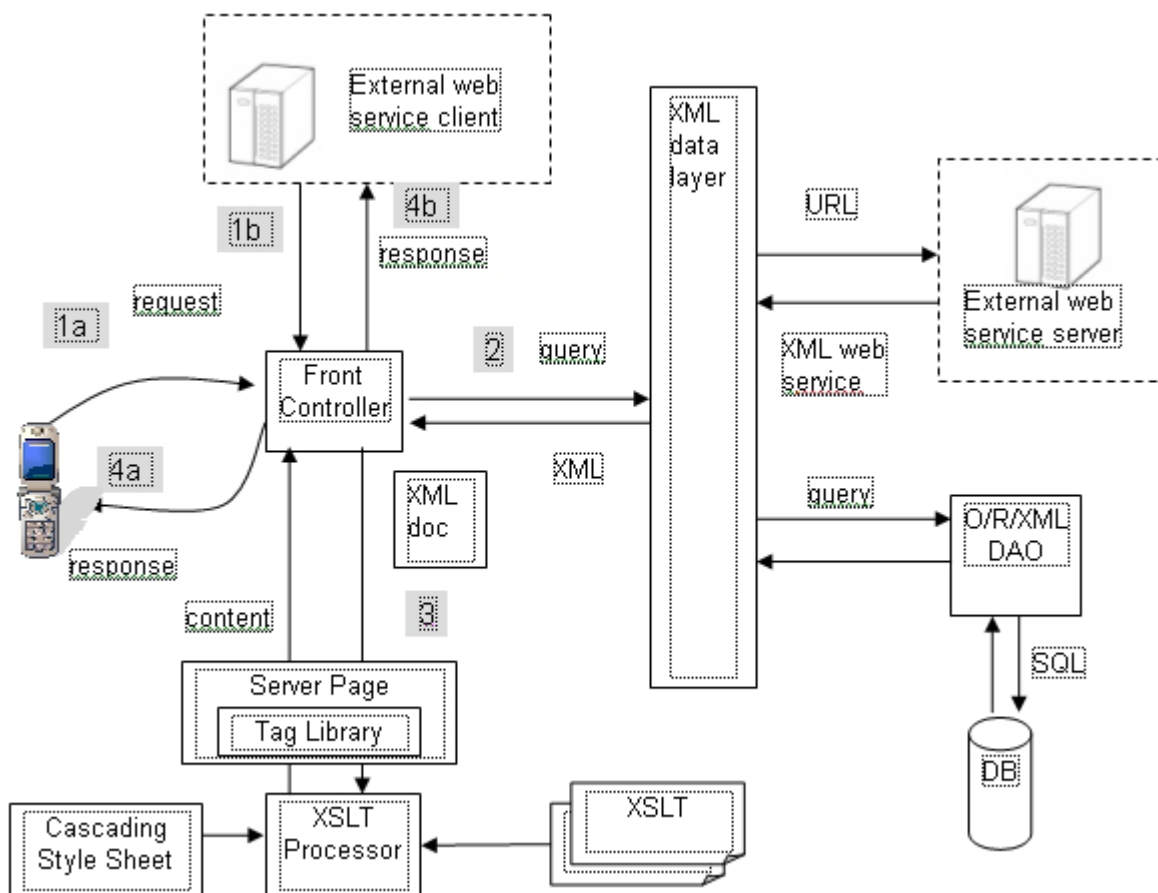 External web
service client
XML
data
layer
1b
4b
response
URL
External web
service server
request
1a
2
query
XML web
service
Front
Controller
4a
response
XML
XML
doc
query
O/R/XML
DAO
content
3
SQL
Server Page
Tag Library
DB
Cascading
Style Sheet
XSLT
Processor
XSLT